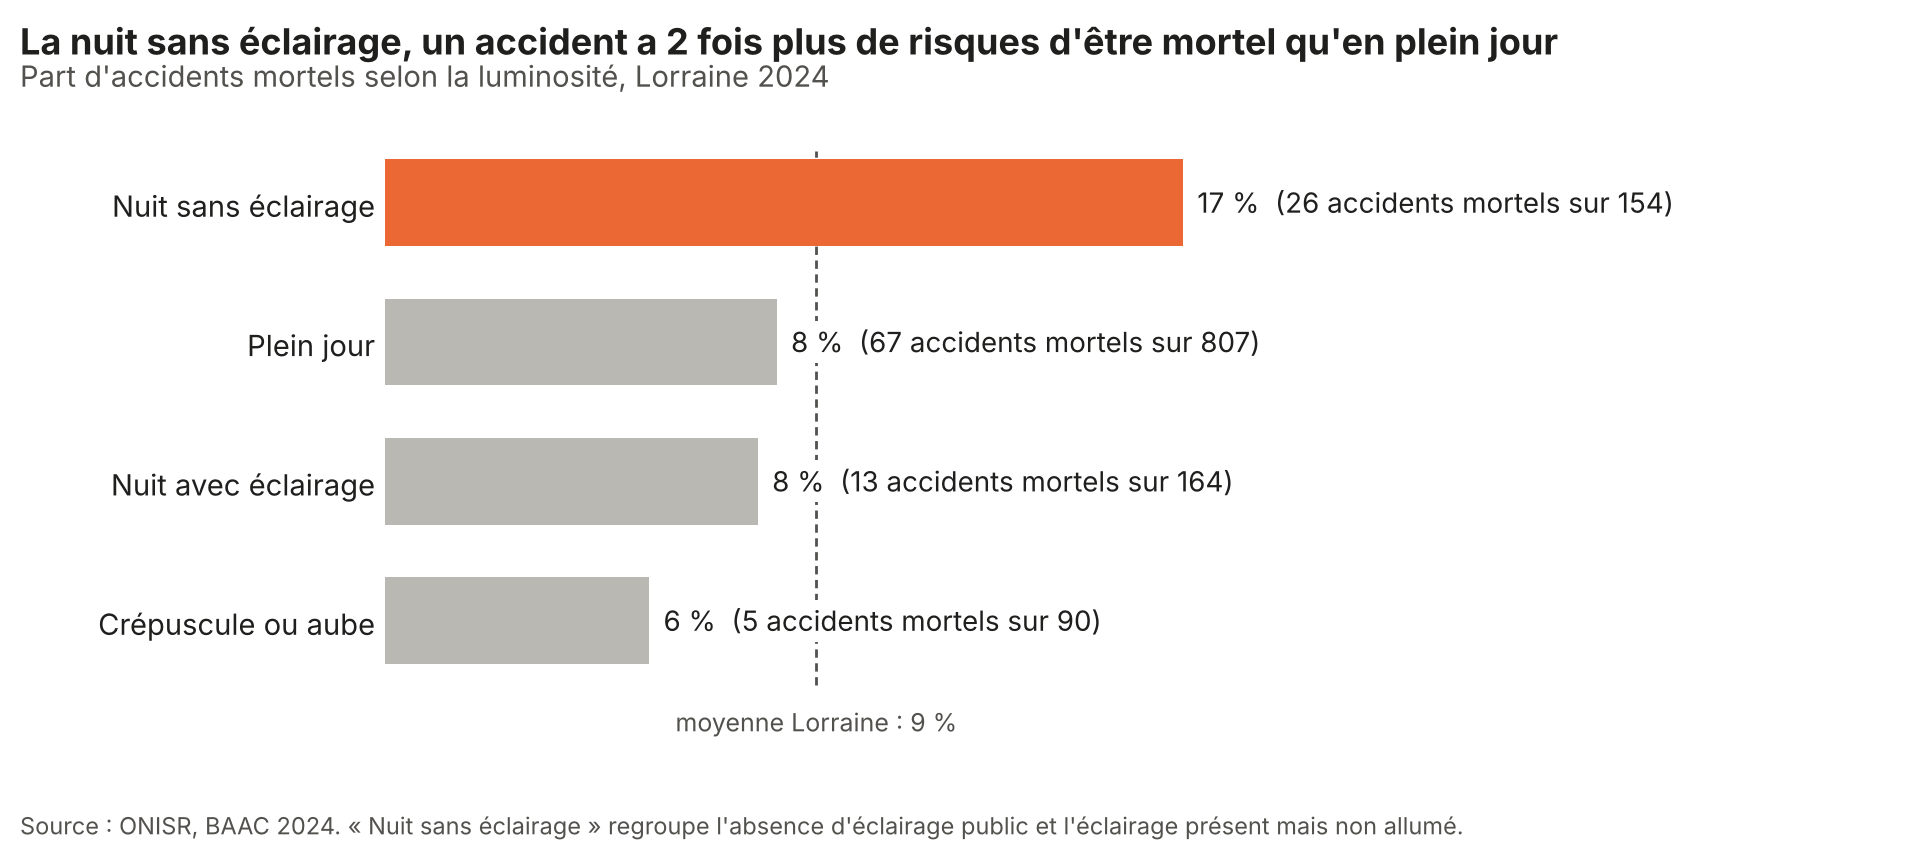 La nuit sans éclairage, un accident a 2 fois plus de risques d'être mortel qu'en plein jour
Part d'accidents mortels selon la luminosité, Lorraine 2024
Nuit sans éclairage 17 % (26 accidents mortels sur 154)
Plein jour 8 % (67 accidents mortels sur 807)
Nuit avec éclairage 8 % (13 accidents mortels sur 164)
Crépuscule ou aube 6 % (5 accidents mortels sur 90)
moyenne Lorraine : 9 %
Source : ONISR, BAAC 2024. « Nuit sans éclairage » regroupe l'absence d'éclairage public et l'éclairage présent mais non allumé.